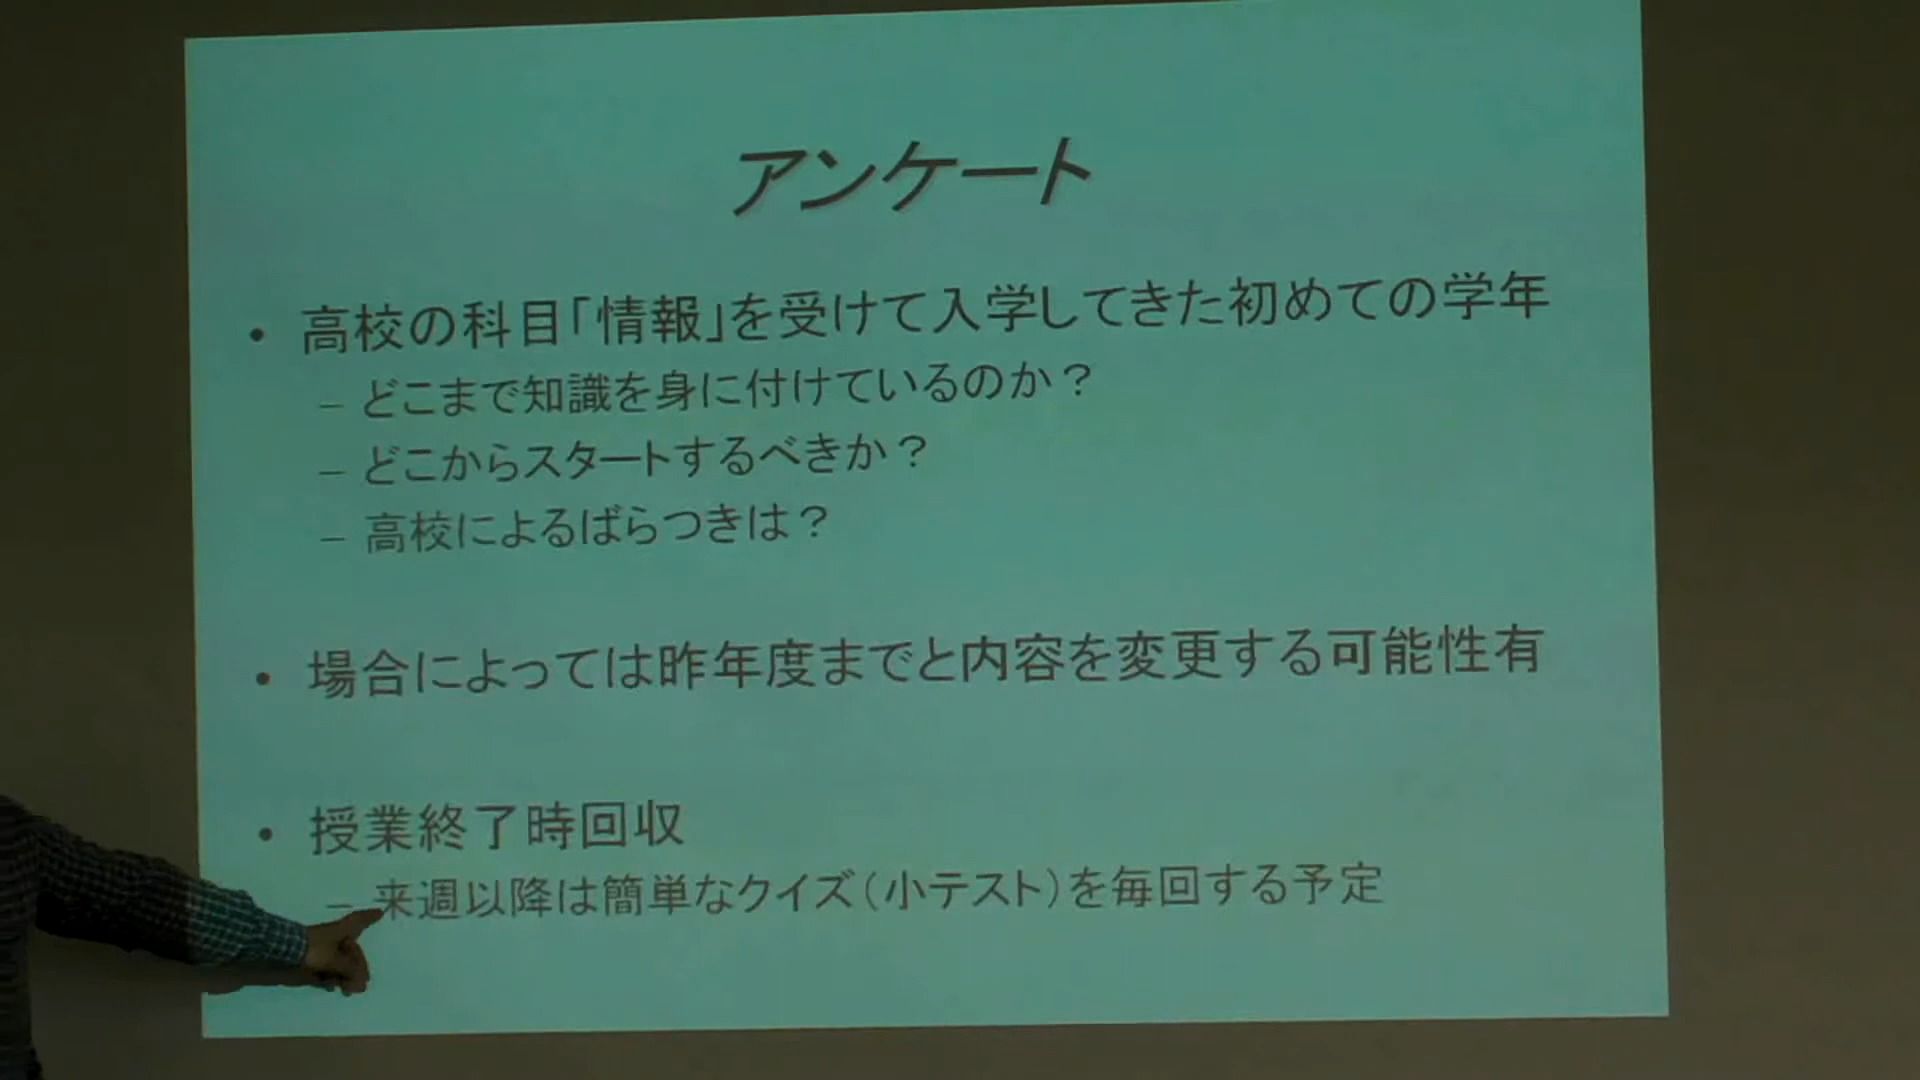 アンケート
• 高校の科目「情報」を受けて入学してきた初めての学年
– どこまで知識を身に付けているのか？
– どこからスタートするべきか？
– 高校によるばらつきは？
• 場合によっては昨年度までと内容を変更する可能性有
• 授業終了時回収
– 来週以降は簡単なクイズ（小テスト）を毎回する予定